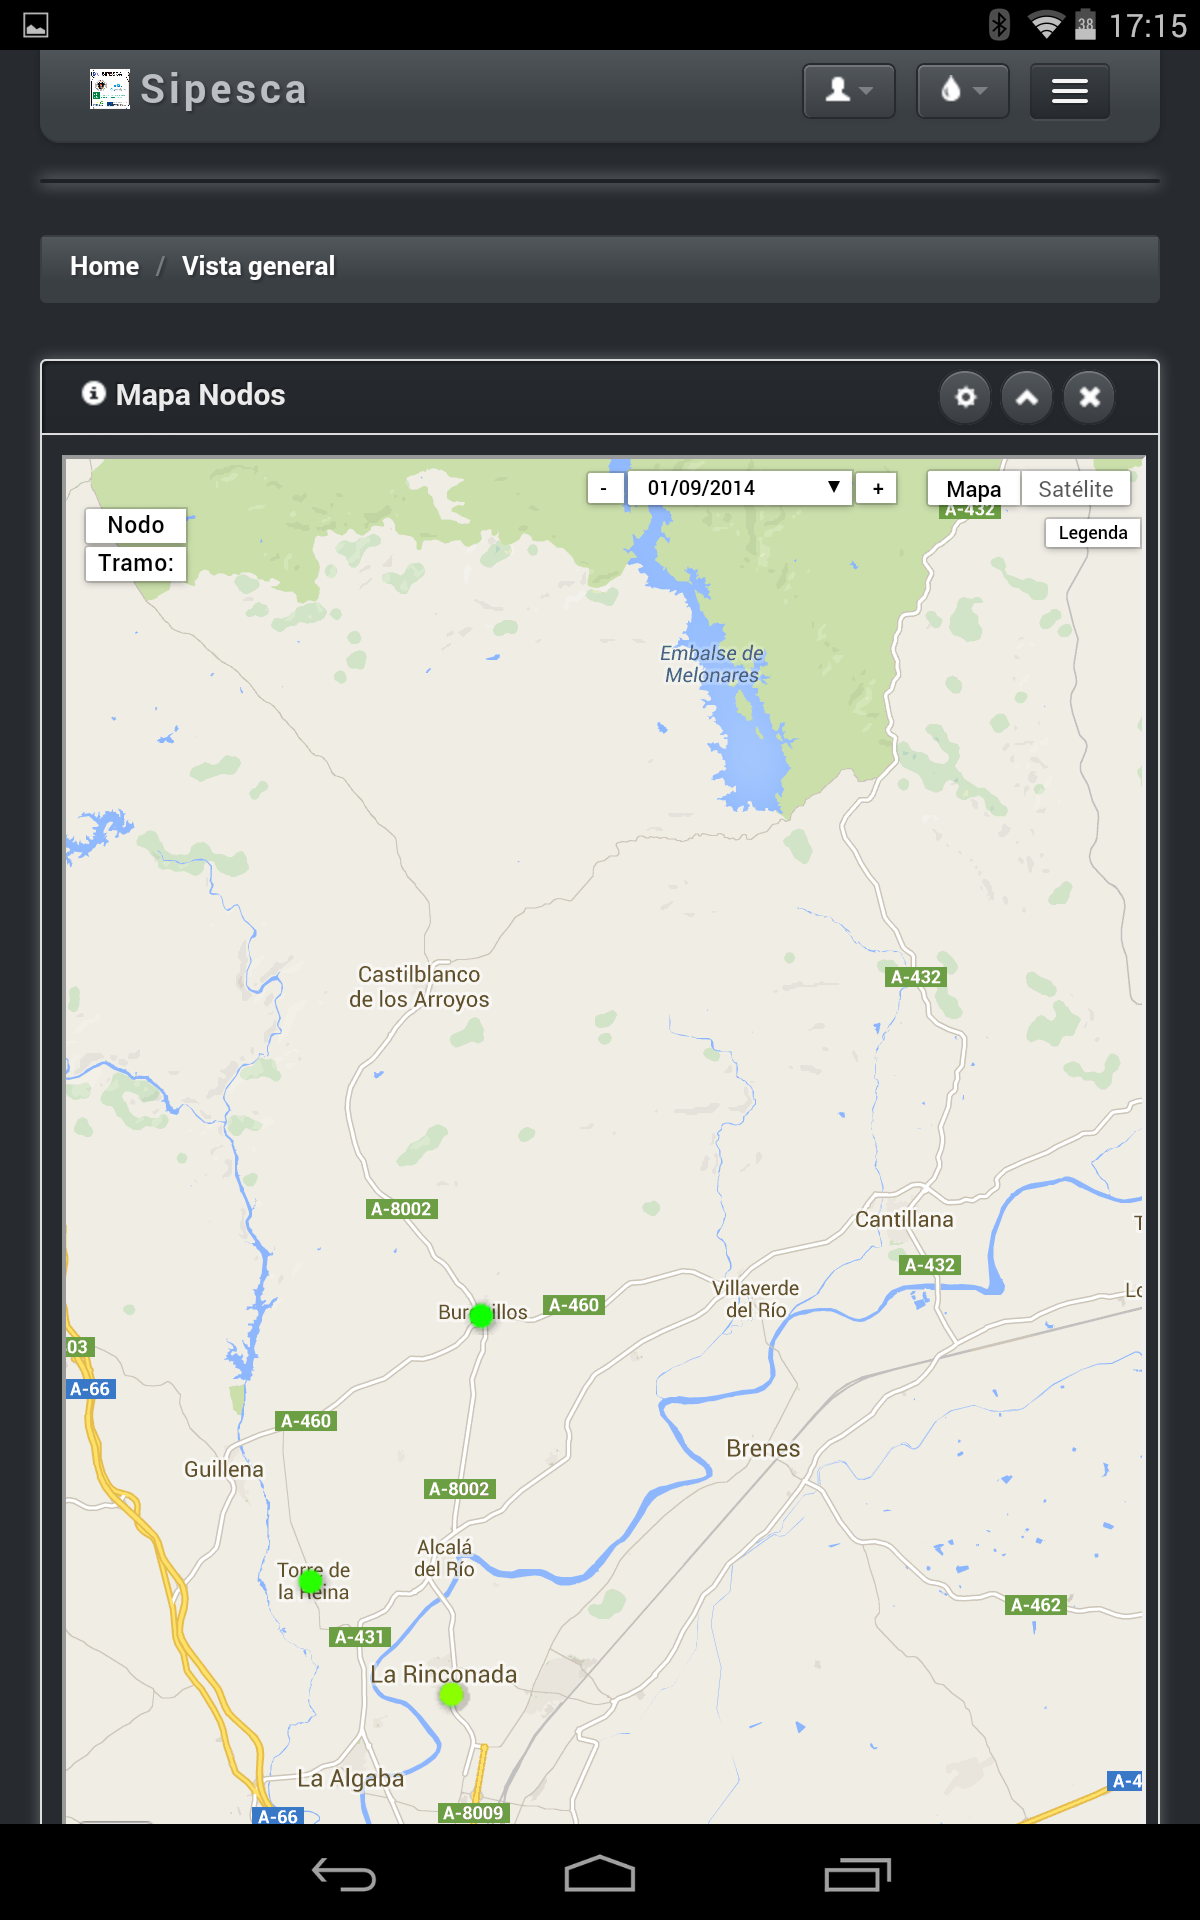 38 17:15
Sipesca
Home / Vista general
Mapa Nodos
- 01/09/2014 ▼ +
Mapa Satélite
A-432
Nodo
Legenda
Tramo:
Embalse de
Melonares
Castilblanco
de los Arroyos
A-432
A-8002
Cantillana
T
A-432
Villaverde
del Río
Lo
A-460
03
A-66
A-460
Brenes
Guillena
A-8002
Alcalá
del Río
Torre de
la Reina
A-462
A-431
La Rinconada
La Algaba
A-4
A-8009
A-66